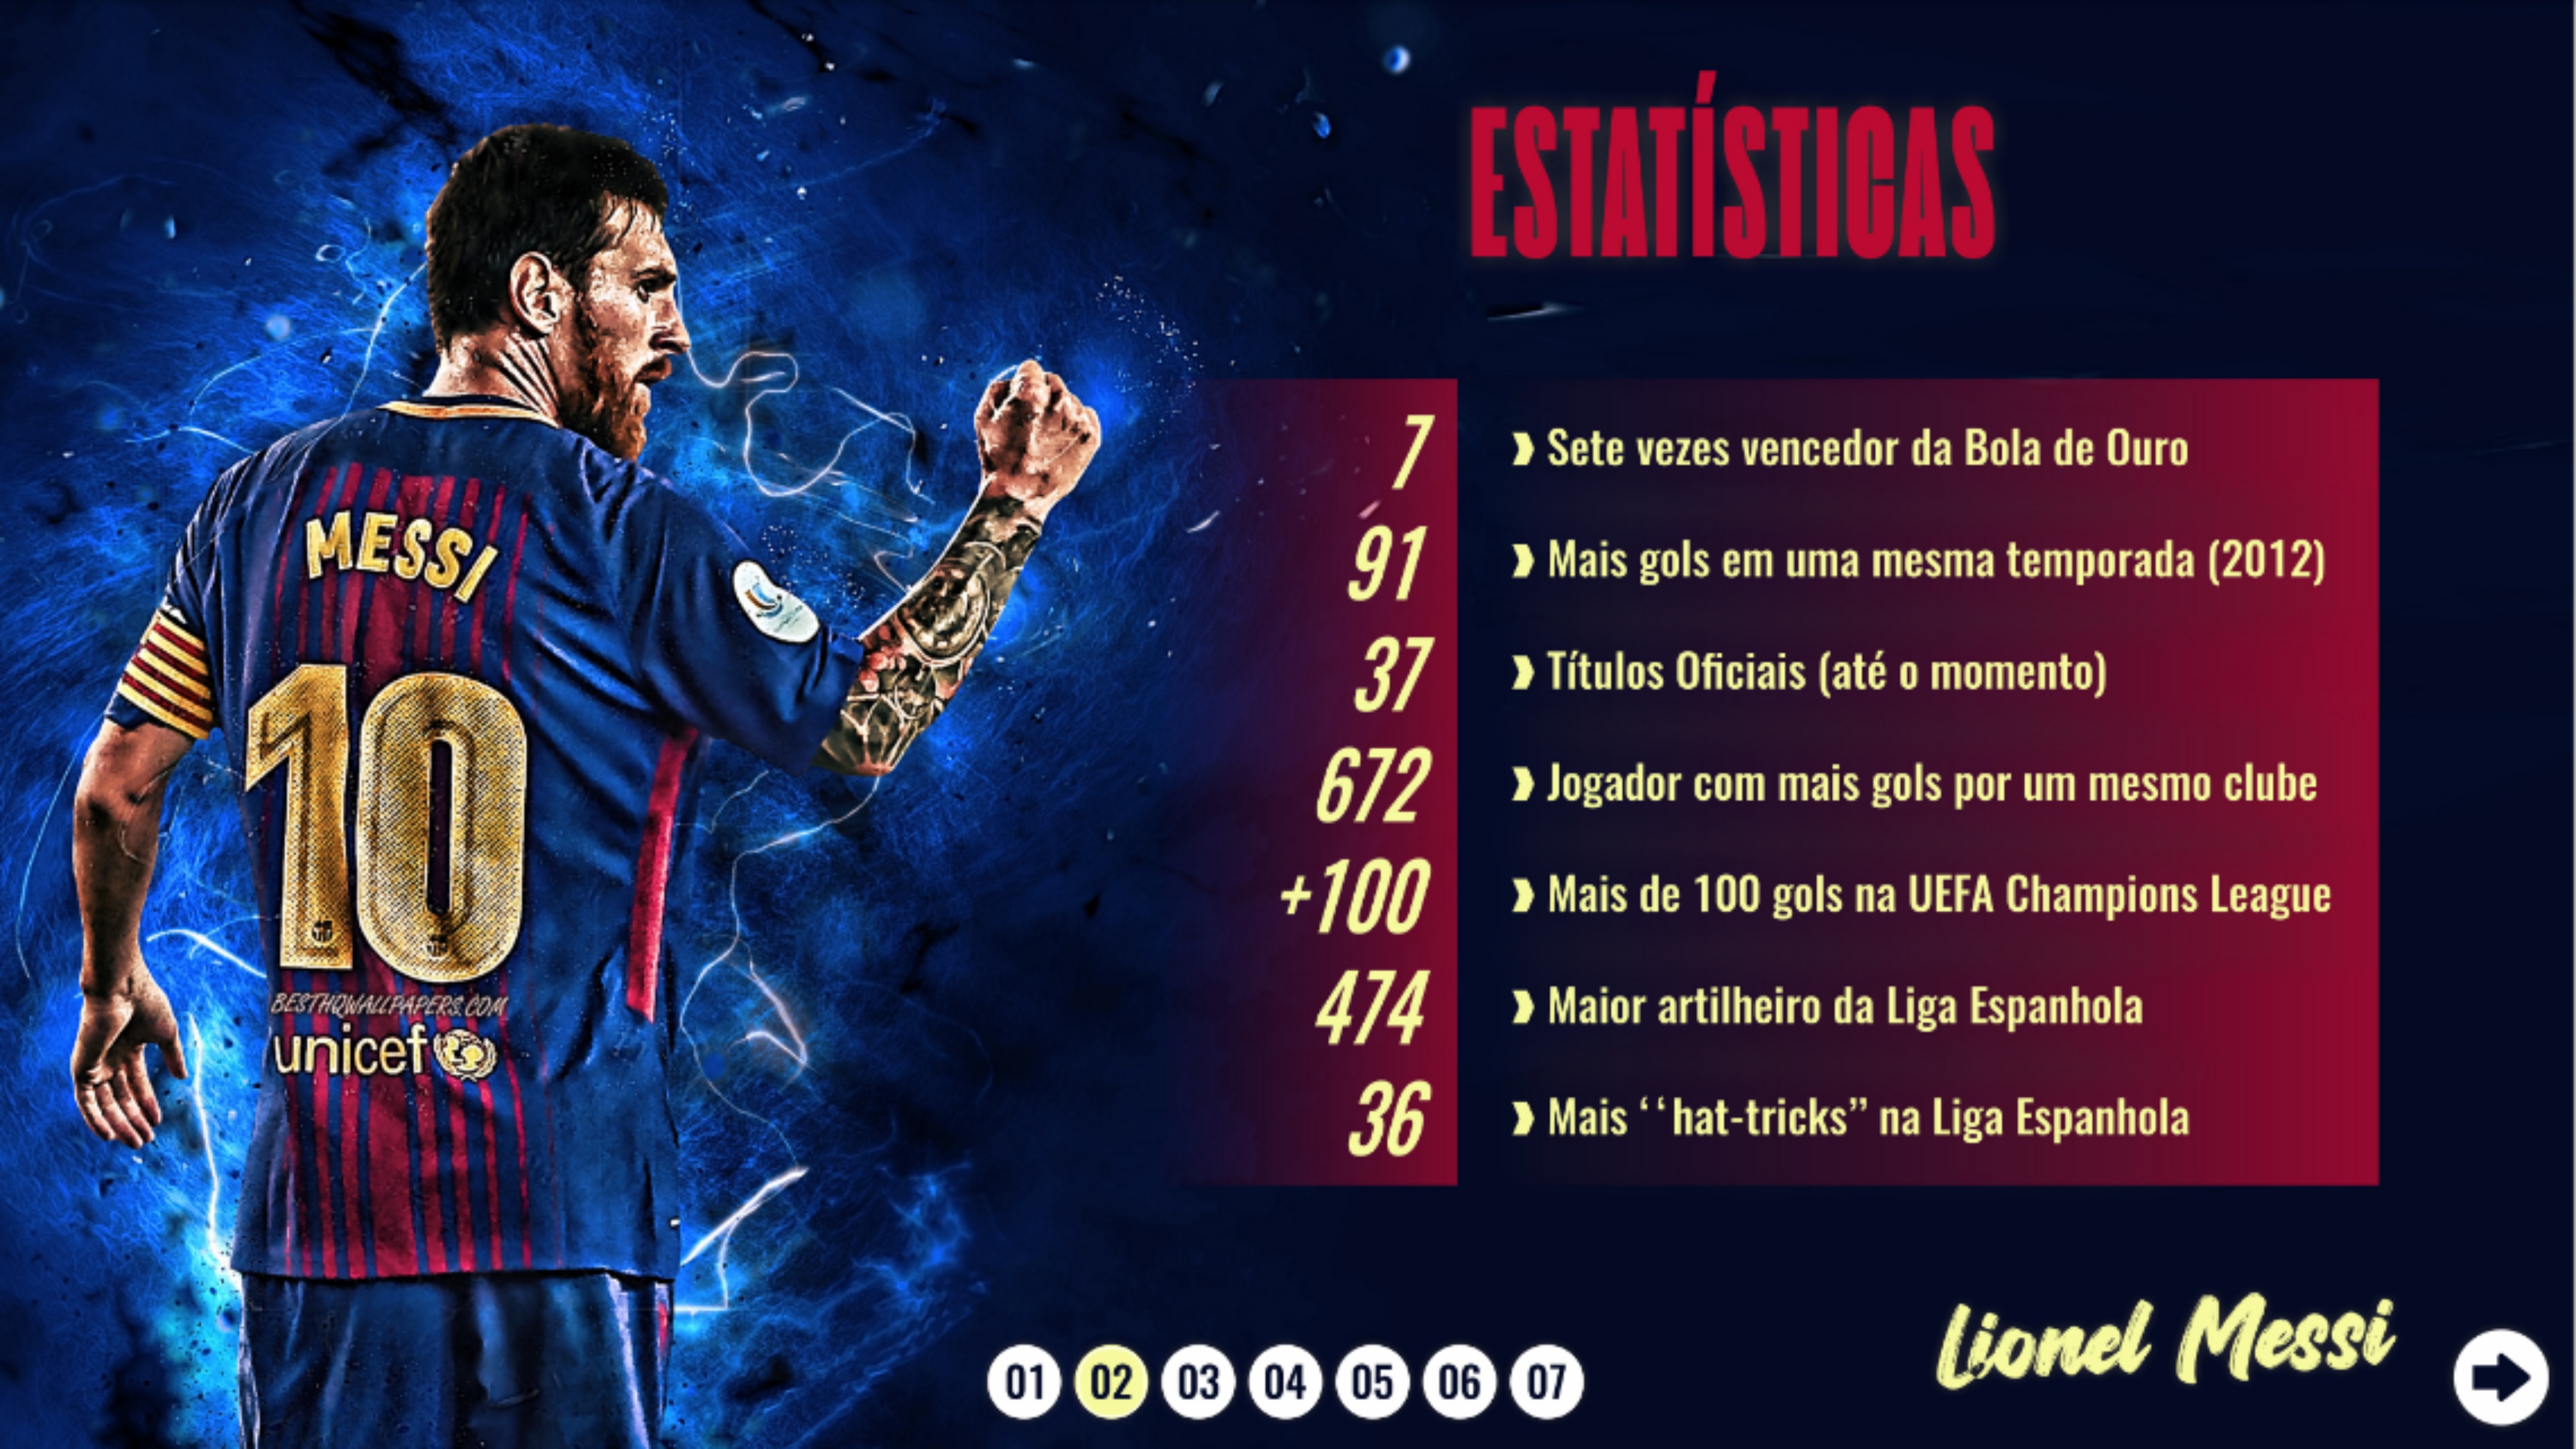 ESTATÍSTICAS
7 Sete vezes vencedor da Bola de Ouro
91 Mais gols em uma mesma temporada (2012)
37 Títulos Oficiais (até o momento)
672 Jogador com mais gols por um mesmo clube
+100 Mais de 100 gols na UEFA Champions League
474 Maior artilheiro da Liga Espanhola
36 Mais ‘‘hat-tricks” na Liga Espanhola
MESSI
10
BESTHQWALLPAPERS.COM
unicef
Lionel Messi
01 02 03 04 05 06 07